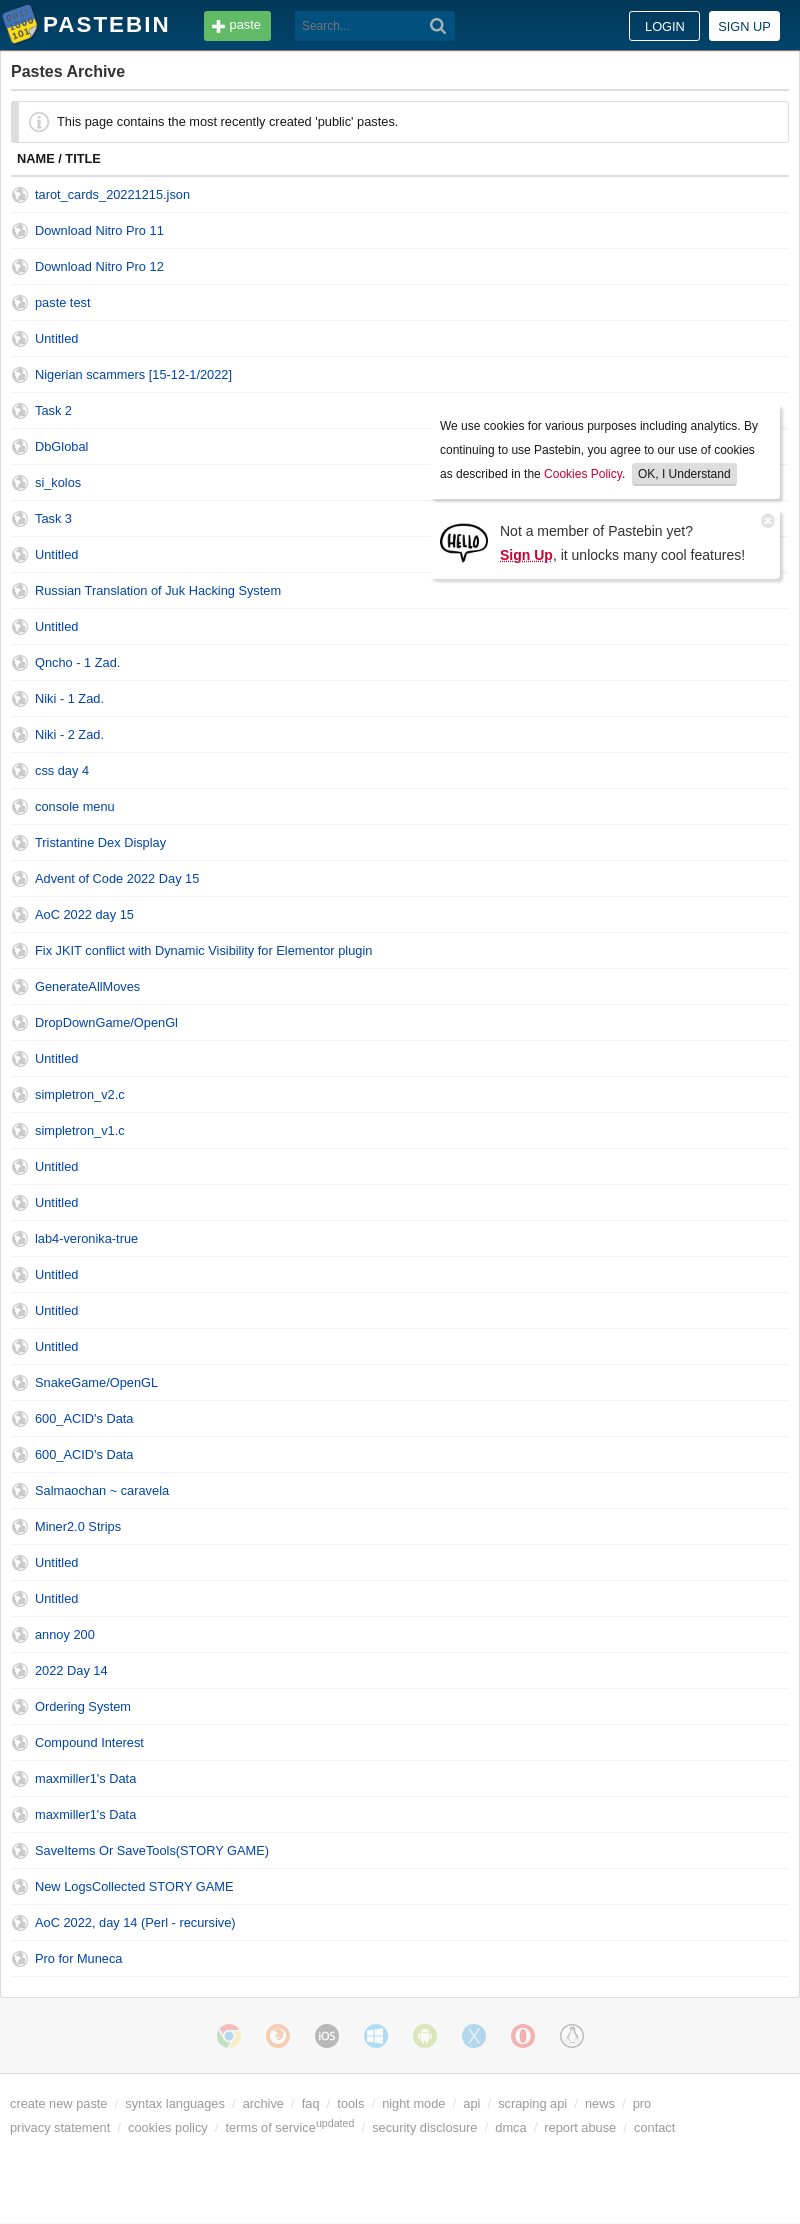 PASTEBIN
paste
Search...
LOGIN
SIGN UP
Pastes Archive
This page contains the most recently created 'public' pastes.
NAME / TITLE
tarot_cards_20221215.json
Download Nitro Pro 11
Download Nitro Pro 12
paste test
Untitled
Nigerian scammers [15-12-1/2022]
Task 2
DbGlobal
si_kolos
Task 3
Untitled
We use cookies for various purposes including analytics. By
continuing to use Pastebin, you agree to our use of cookies
as described in the Cookies Policy. OK, I Understand
HELLO
Not a member of Pastebin yet?
Sign Up, it unlocks many cool features!
Russian Translation of Juk Hacking System
Untitled
Qncho - 1 Zad.
Niki - 1 Zad.
Niki - 2 Zad.
css day 4
console menu
Tristantine Dex Display
Advent of Code 2022 Day 15
AoC 2022 day 15
Fix JKIT conflict with Dynamic Visibility for Elementor plugin
GenerateAllMoves
DropDownGame/OpenGl
Untitled
simpletron_v2.c
simpletron_v1.c
Untitled
Untitled
lab4-veronika-true
Untitled
Untitled
Untitled
SnakeGame/OpenGL
600_ACID's Data
600_ACID's Data
Salmaochan ~ caravela
Miner2.0 Strips
Untitled
Untitled
annoy 200
2022 Day 14
Ordering System
Compound Interest
maxmiller1's Data
maxmiller1's Data
SaveItems Or SaveTools(STORY GAME)
New LogsCollected STORY GAME
AoC 2022, day 14 (Perl - recursive)
Pro for Muneca
iOS
create new paste / syntax languages / archive / faq / tools / night mode / api / scraping api / news / pro
privacy statement / cookies policy / terms of service updated / security disclosure / dmca / report abuse / contact